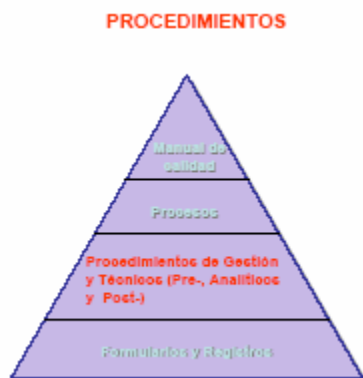 PROCEDIMIENTOS
Manual de
calidad
Procesos
Procedimientos de Gestión
y Técnicos (Pre-, Analíticos
y Post-)
Formularios y Registros